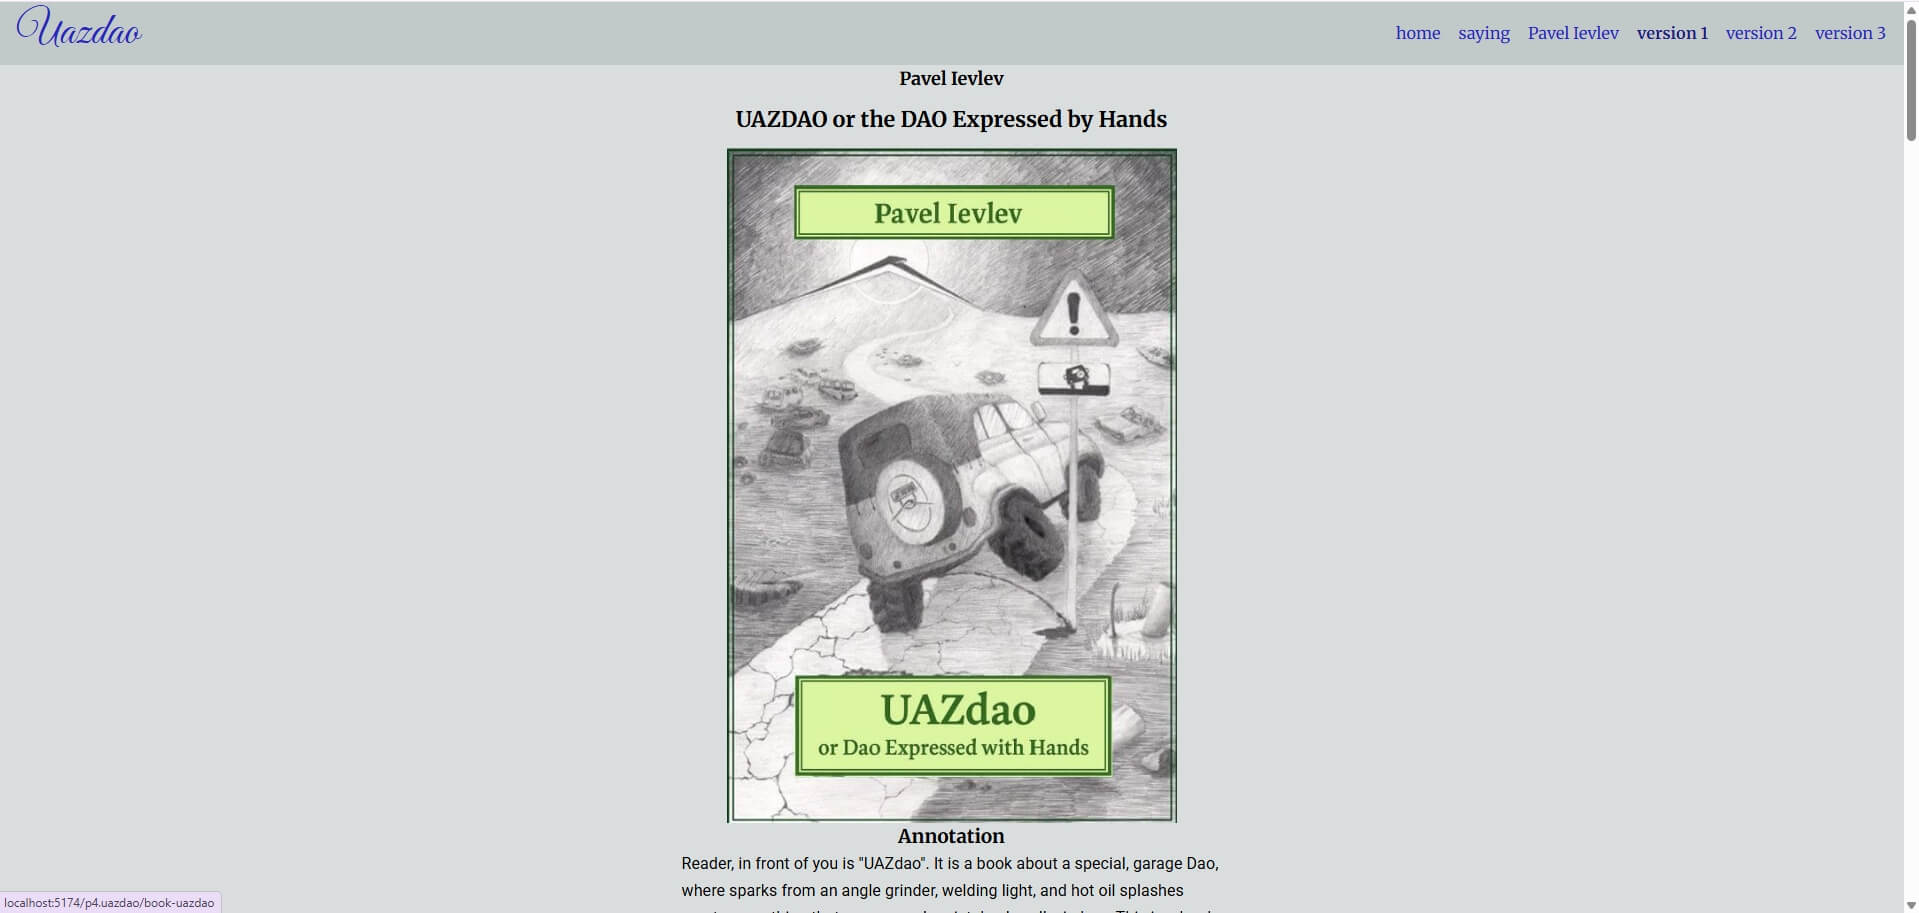 Uazdao
home saying Pavel Ievlev version 1 version 2 version 3
Pavel Ievlev
UAZDAO or the DAO Expressed by Hands
Pavel Ievlev
UAZdao
or Dao Expressed with Hands
Annotation
Reader, in front of you is "UAZdao". It is a book about a special, garage Dao,
where sparks from an angle grinder, welding light, and hot oil splashes
localhost:5174/p4.uazdao/book-uazdao